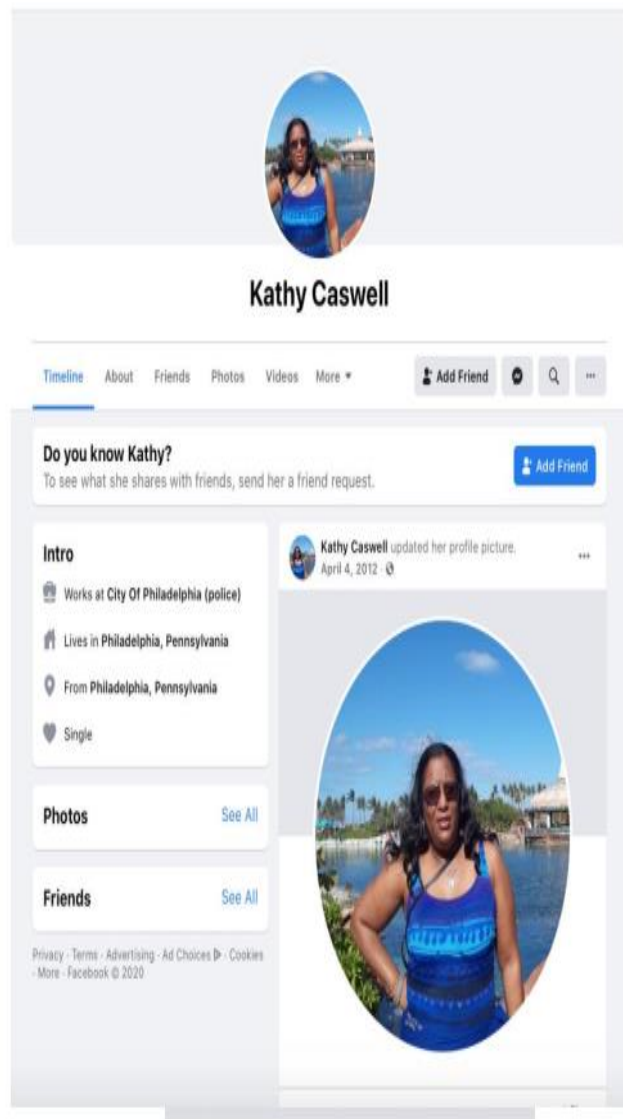 Kathy Caswell
Timeline About Friends Photos Videos More Add Friend ...
Do you know Kathy?
To see what she shares with friends, send her a friend request.
Add Friend
Intro
Works at City Of Philadelphia (police)
Lives in Philadelphia, Pennsylvania
From Philadelphia, Pennsylvania
Single
Photos See All
Friends See All
Privacy · Terms · Advertising · Ad Choices · Cookies
· More · Facebook © 2020
Kathy Caswell updated her profile picture.
April 4, 2012 ·